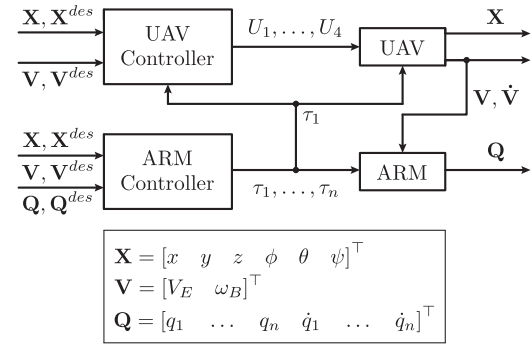 X, X^des
V, V^des
UAV
Controller
U_1, . . . , U_4
UAV
X
V, V̇
τ_1
X, X^des
V, V^des
Q, Q^des
ARM
Controller
τ_1, . . . , τ_n
ARM
Q
X = [x y z ϕ θ ψ]^⊤
V = [V_E ω_B]^⊤
Q = [q_1 . . . q_n q̇_1 . . . q̇_n]^⊤